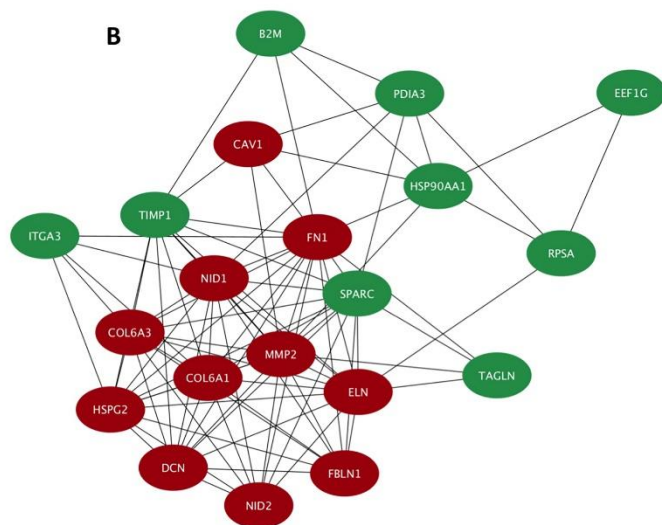 B
B2M
PDIA3
EEF1G
CAV1
HSP90AA1
TIMP1
ITGA3
FN1
RPSA
NID1
SPARC
COL6A3
MMP2
COL6A1
TAGLN
ELN
HSPG2
DCN
FBLN1
NID2